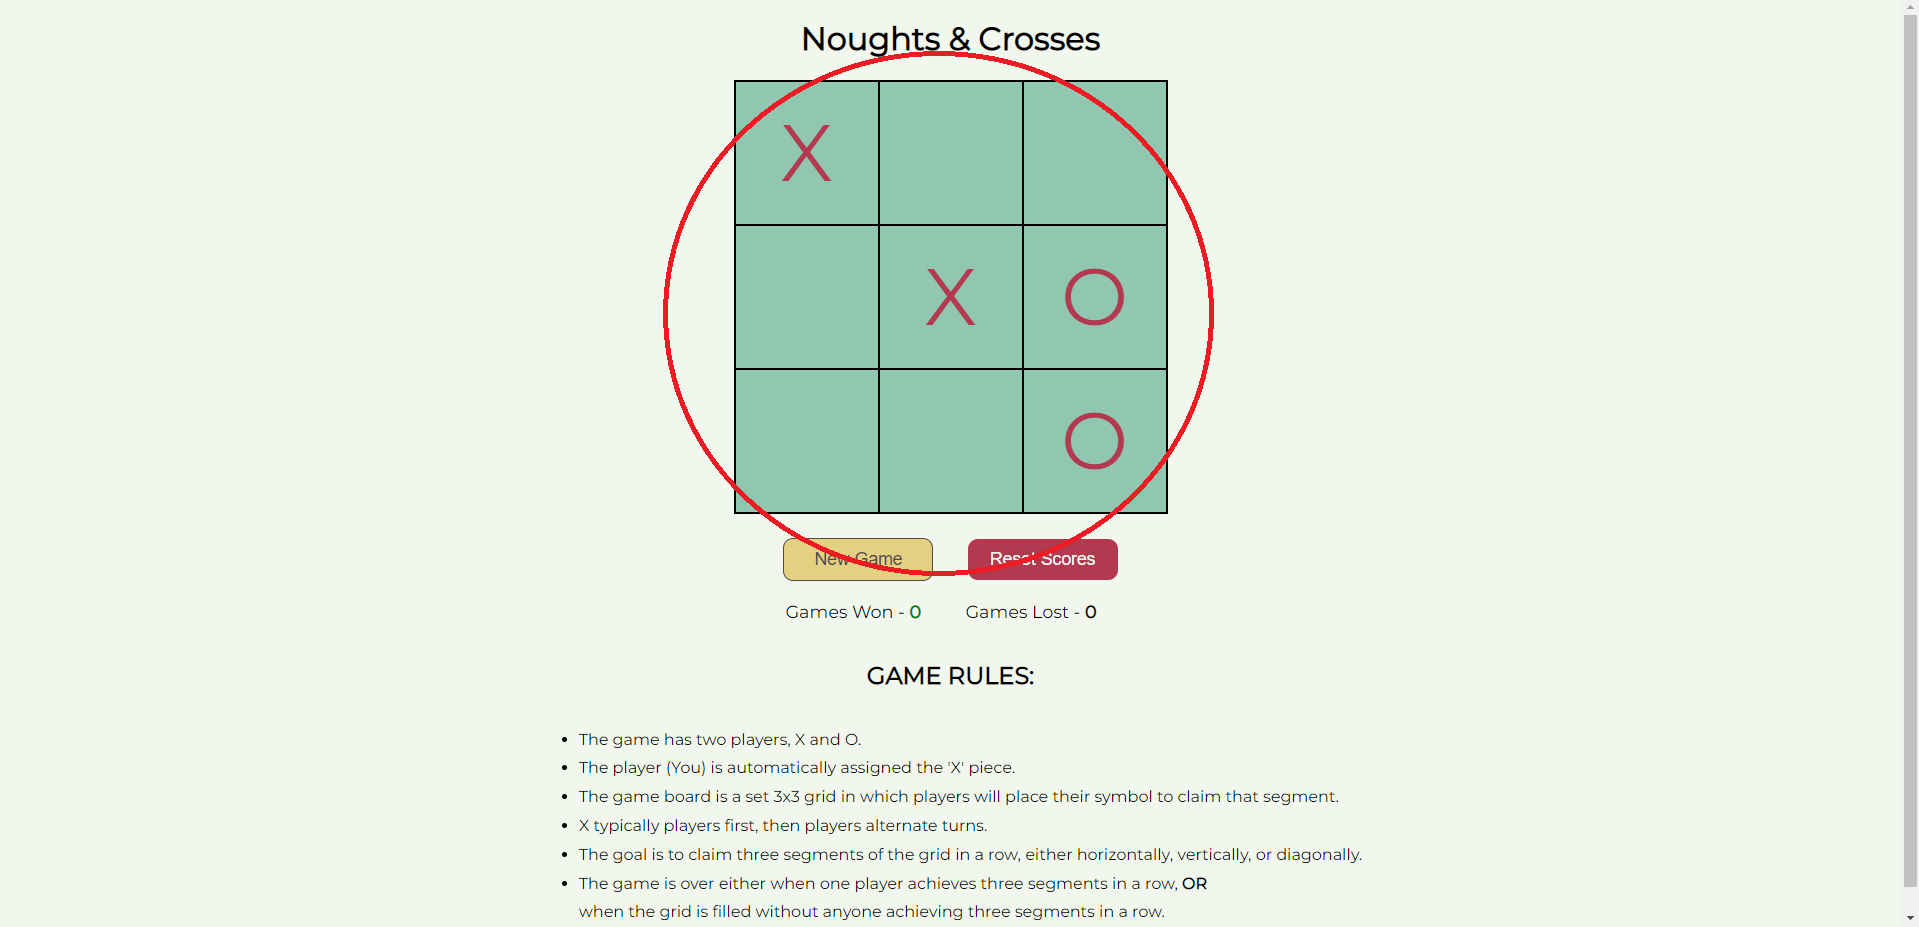 Noughts & Crosses
X
X O
O
New Game Reset Scores
Games Won - 0 Games Lost - 0
GAME RULES:
• The game has two players, X and O.
• The player (You) is automatically assigned the 'X' piece.
• The game board is a set 3x3 grid in which players will place their symbol to claim that segment.
• X typically players first, then players alternate turns.
• The goal is to claim three segments of the grid in a row, either horizontally, vertically, or diagonally.
• The game is over either when one player achieves three segments in a row, OR
when the grid is filled without anyone achieving three segments in a row.